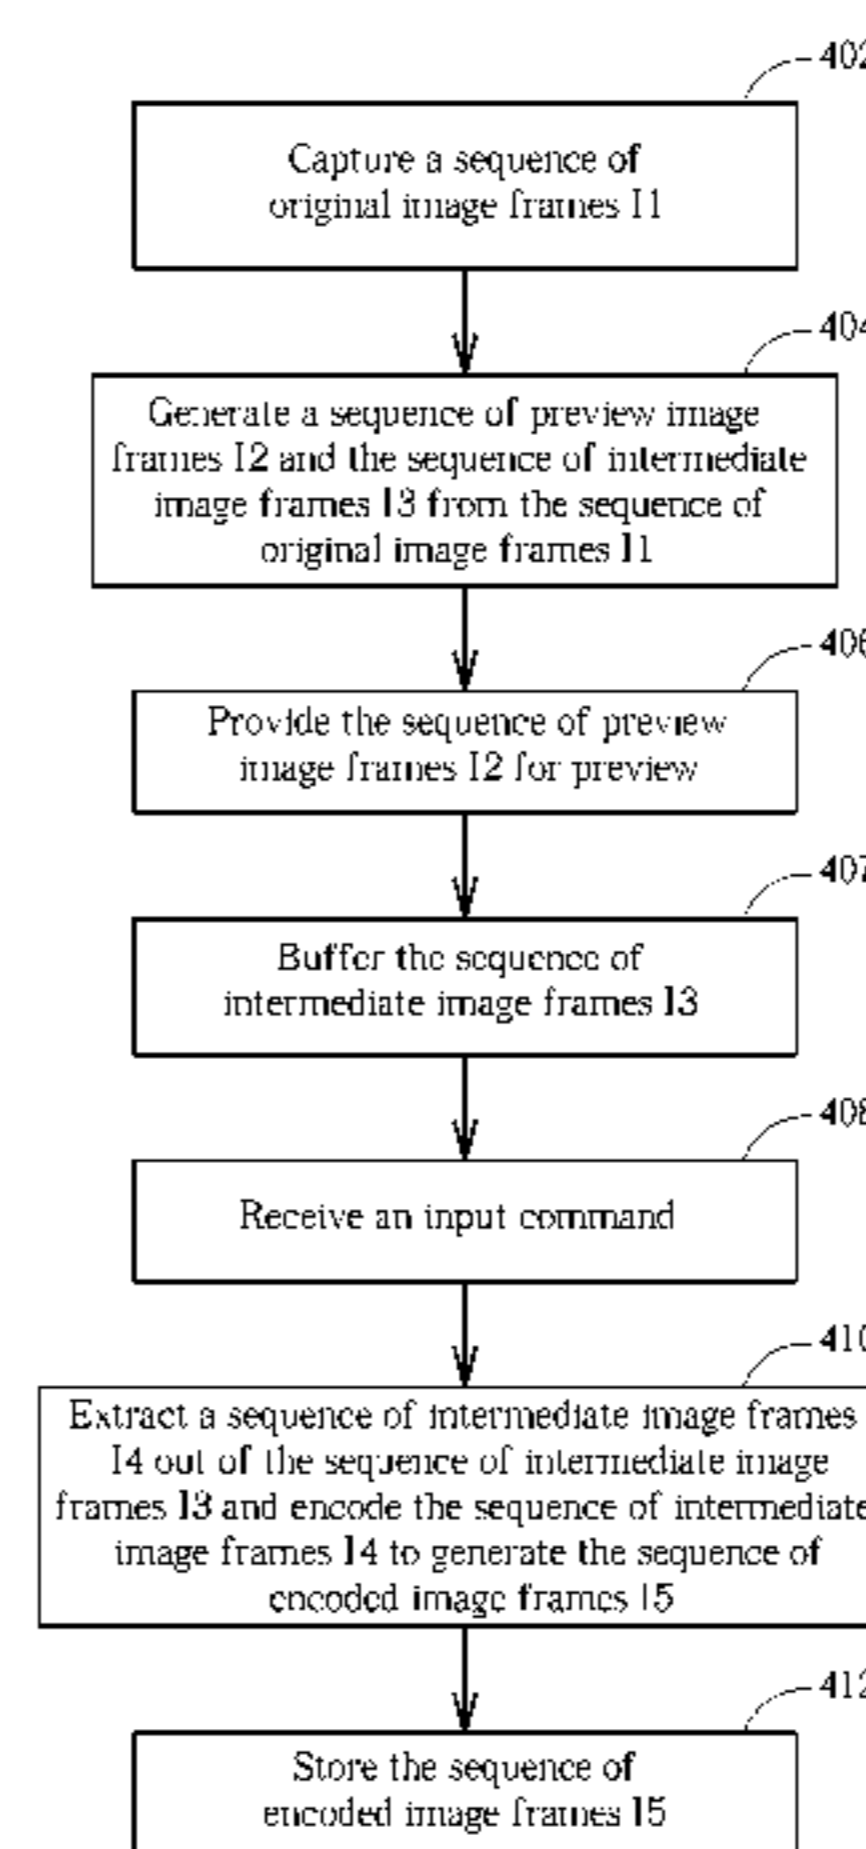 402
Capture a sequence of
original image frames I1
404
Generate a sequence of preview image
frames I2 and the sequence of intermediate
image frames I3 from the sequence of
original image frames I1
406
Provide the sequence of preview
image frames I2 for preview
407
Buffer the sequence of
intermediate image frames I3
408
Receive an input command
410
Extract a sequence of intermediate image frames
I4 out of the sequence of intermediate image
frames I3 and encode the sequence of intermediate
image frames I4 to generate the sequence of
encoded image frames I5
412
Store the sequence of
encoded image frames I5